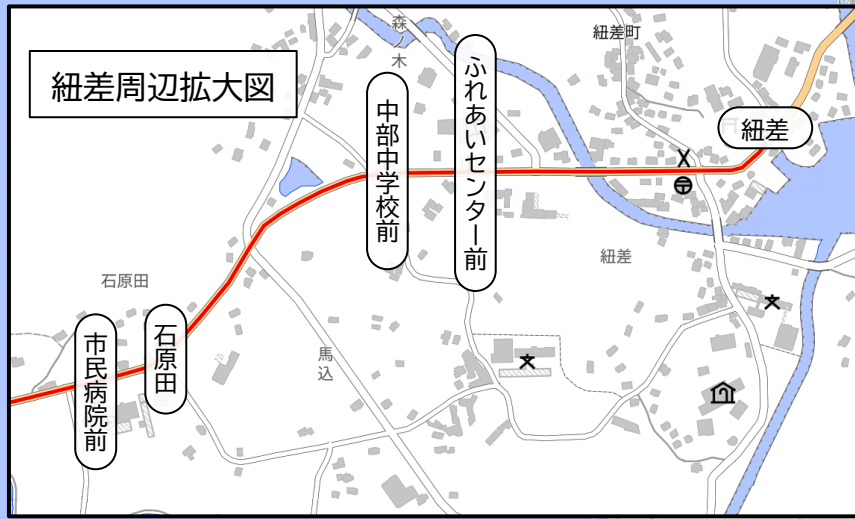 紐差周辺拡大図
森
木
紐差町
紐差
中部中学校前
ふれあいセンター前
紐差
石原田
石原田
市民病院前
馬込